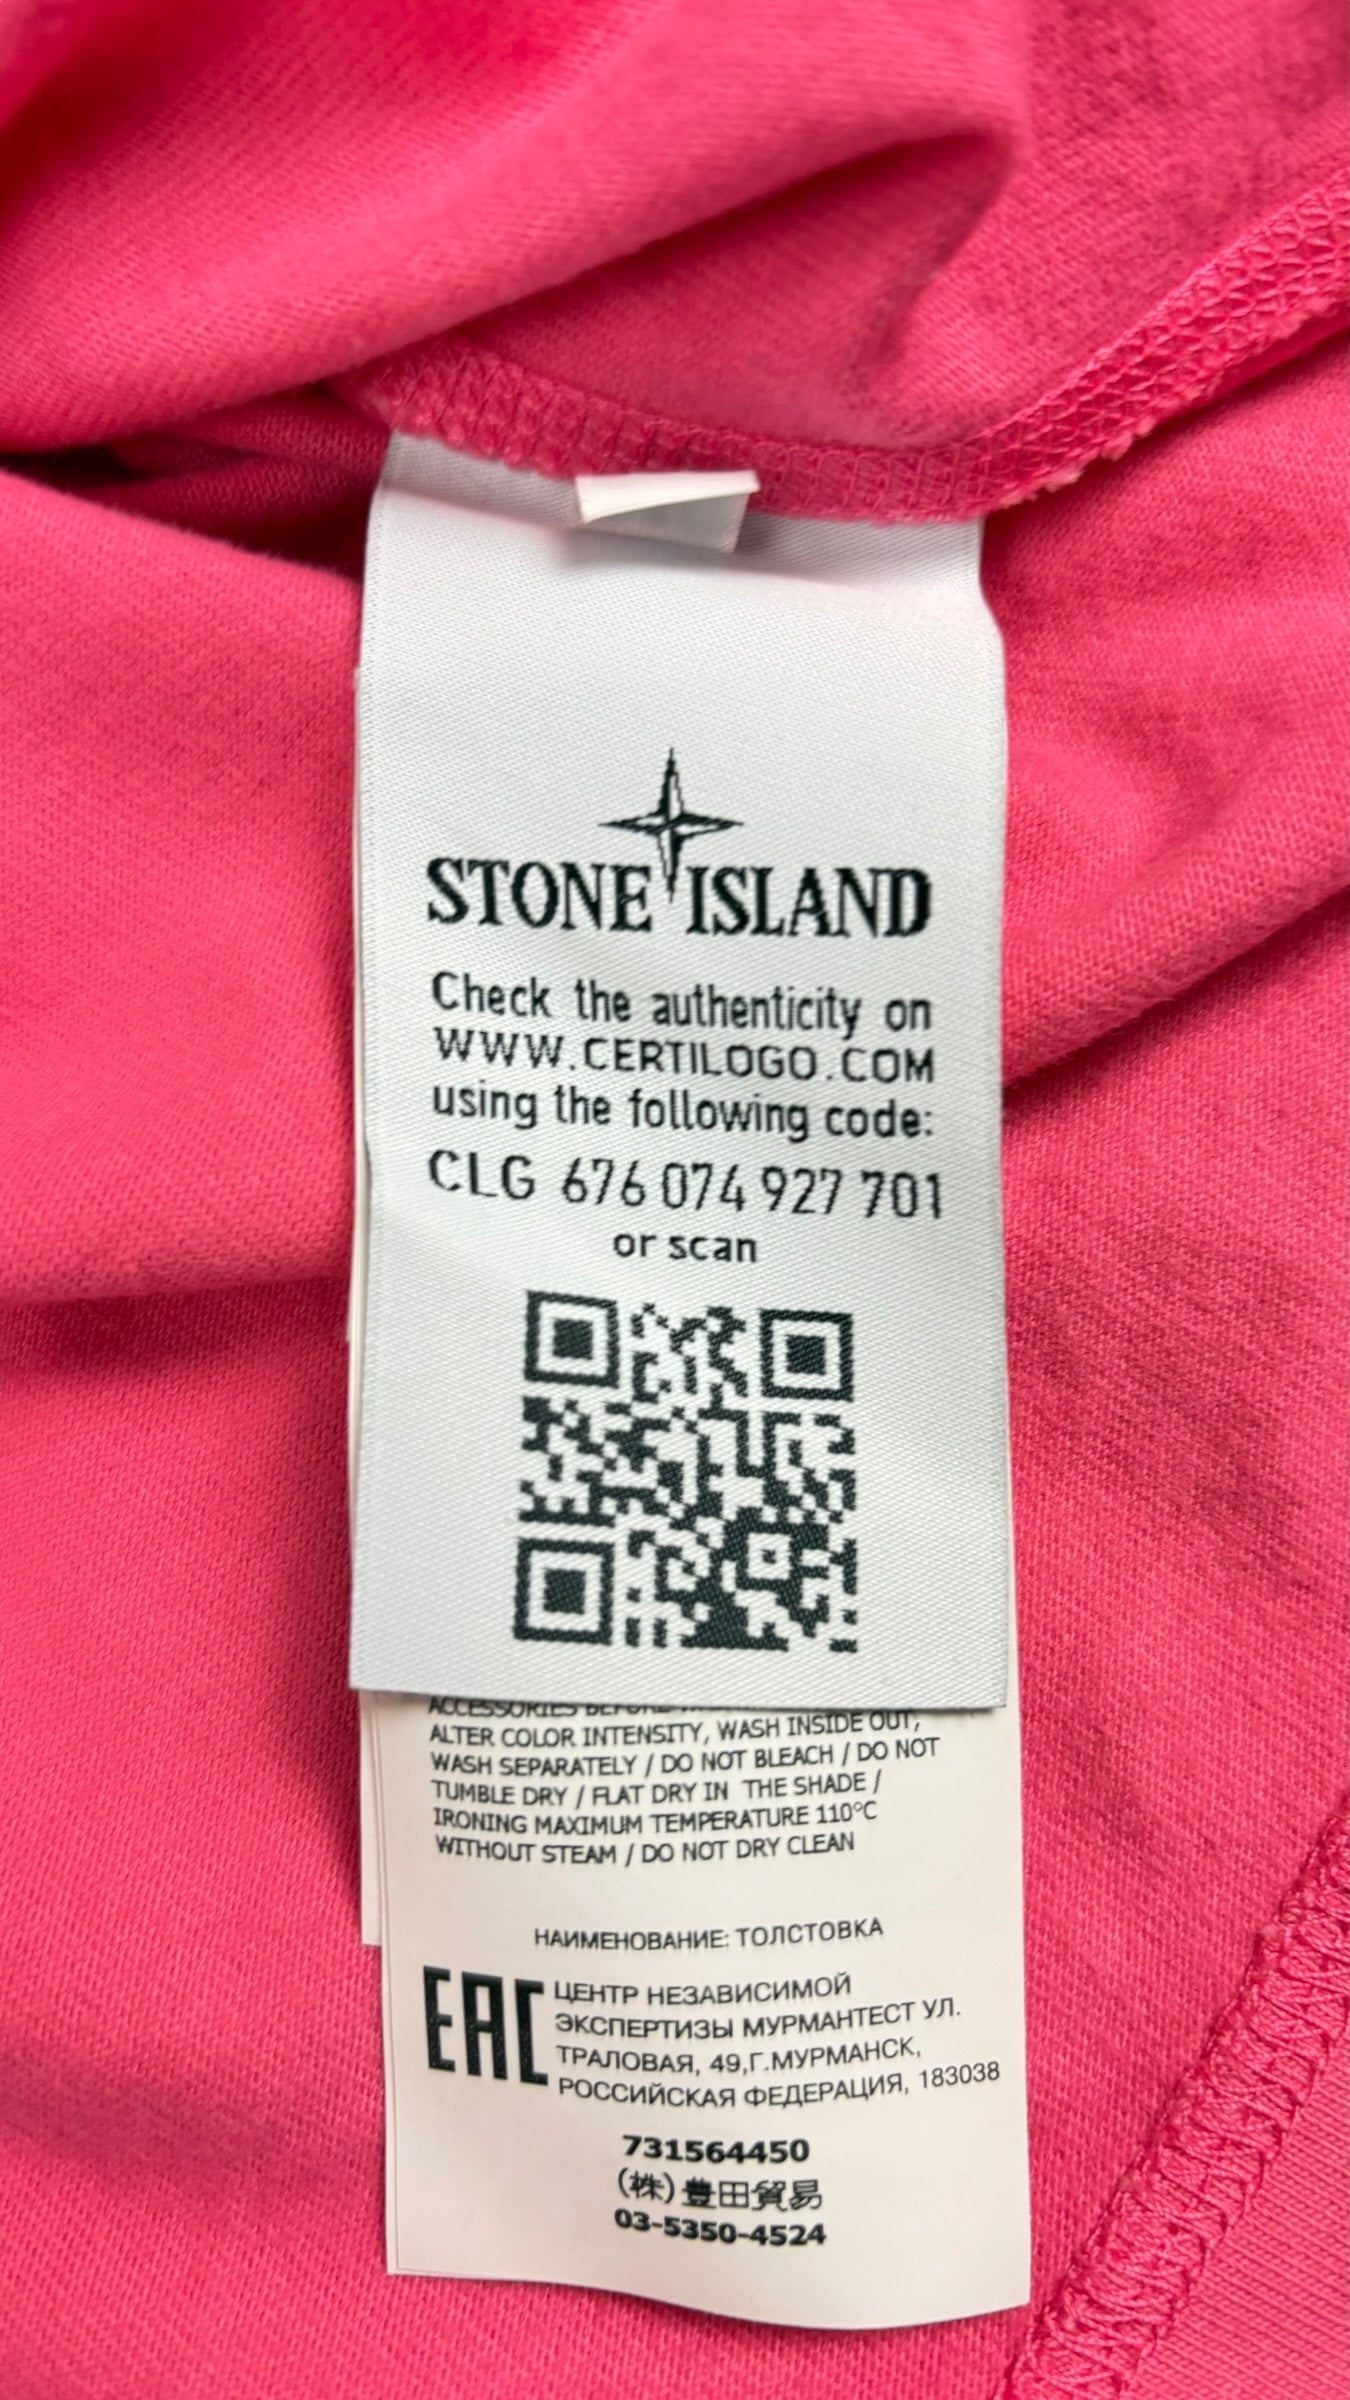 STONE ISLAND
Check the authenticity on
WWW.CERTILOGO.COM
using the following code:
CLG 676 074 927 701
or scan
ACCESSORIES BEFORE
ALTER COLOR INTENSITY, WASH INSIDE OUT,
WASH SEPARATELY / DO NOT BLEACH / DO NOT
TUMBLE DRY / FLAT DRY IN THE SHADE /
IRONING MAXIMUM TEMPERATURE 110°C
WITHOUT STEAM / DO NOT DRY CLEAN
НАИМЕНОВАНИЕ: ТОЛСТОВКА
EAC
ЦЕНТР НЕЗАВИСИМОЙ
ЭКСПЕРТИЗЫ МУРМАНТЕСТ УЛ.
ТРАЛОВАЯ, 49,Г.МУРМАНСК,
РОССИЙСКАЯ ФЕДЕРАЦИЯ, 183038
731564450
(株)豊田貿易
03-5350-4524